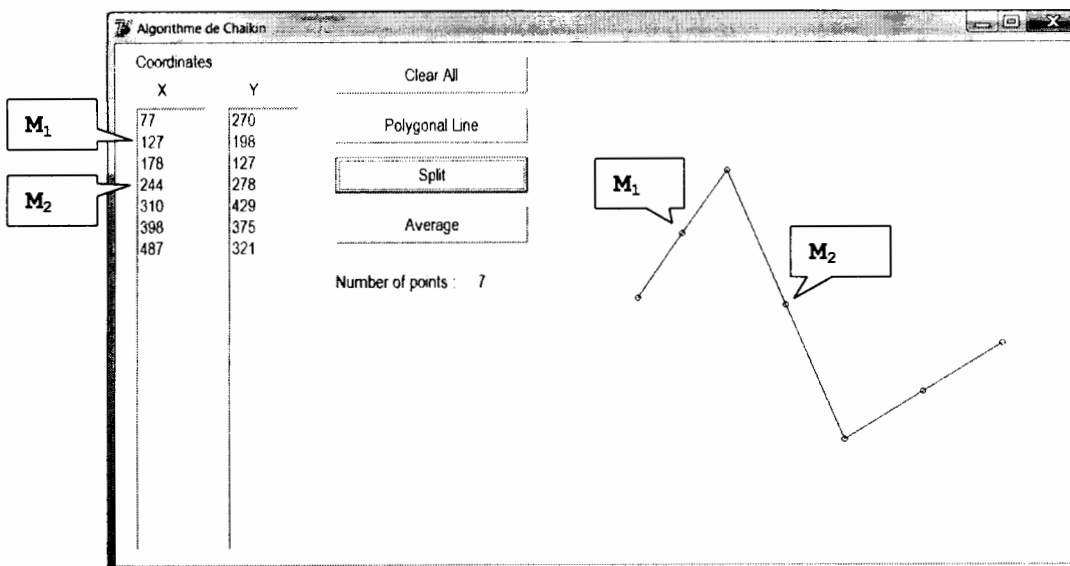 Algorithme de Chaikin
Coordinates
X Y
Clear All
Polygonal Line
Split
Average
Number of points : 7
77 270
127 198
178 127
244 278
310 429
398 375
487 321
M₁
M₂
M₁
M₂